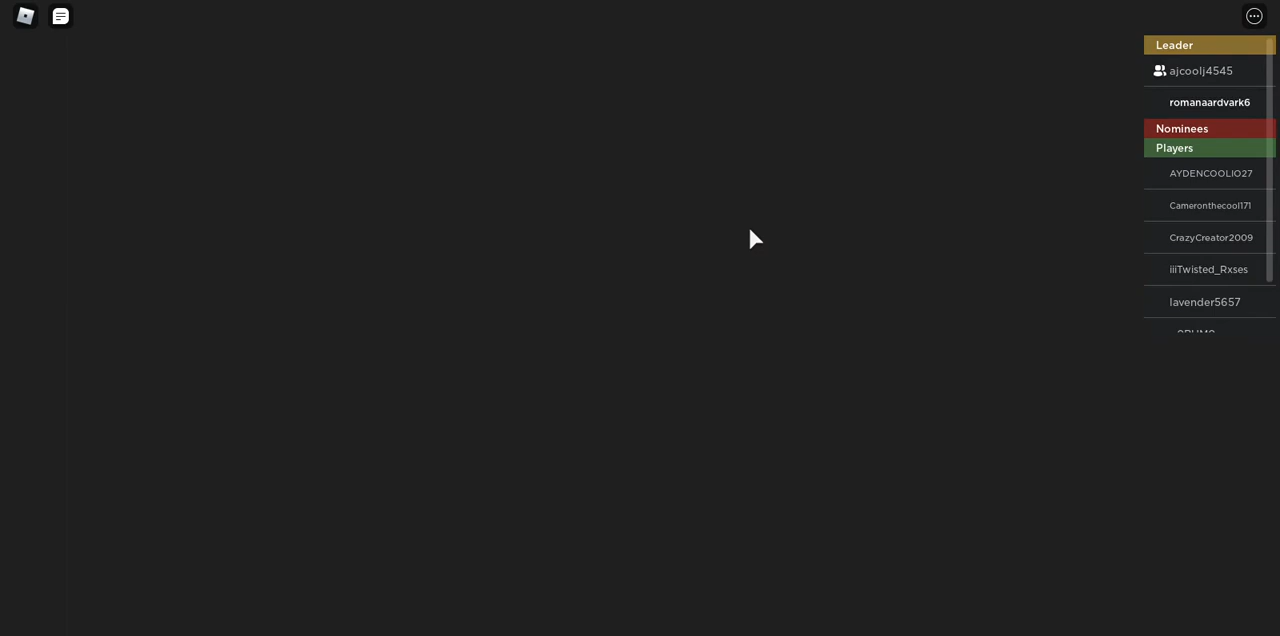 Leader
ajcoolj4545
romanaardvark6
Nominees
Players
AYDENCOOLIO27
Cameronthecool171
CrazyCreator2009
iiiTwisted_Rxses
lavender5657